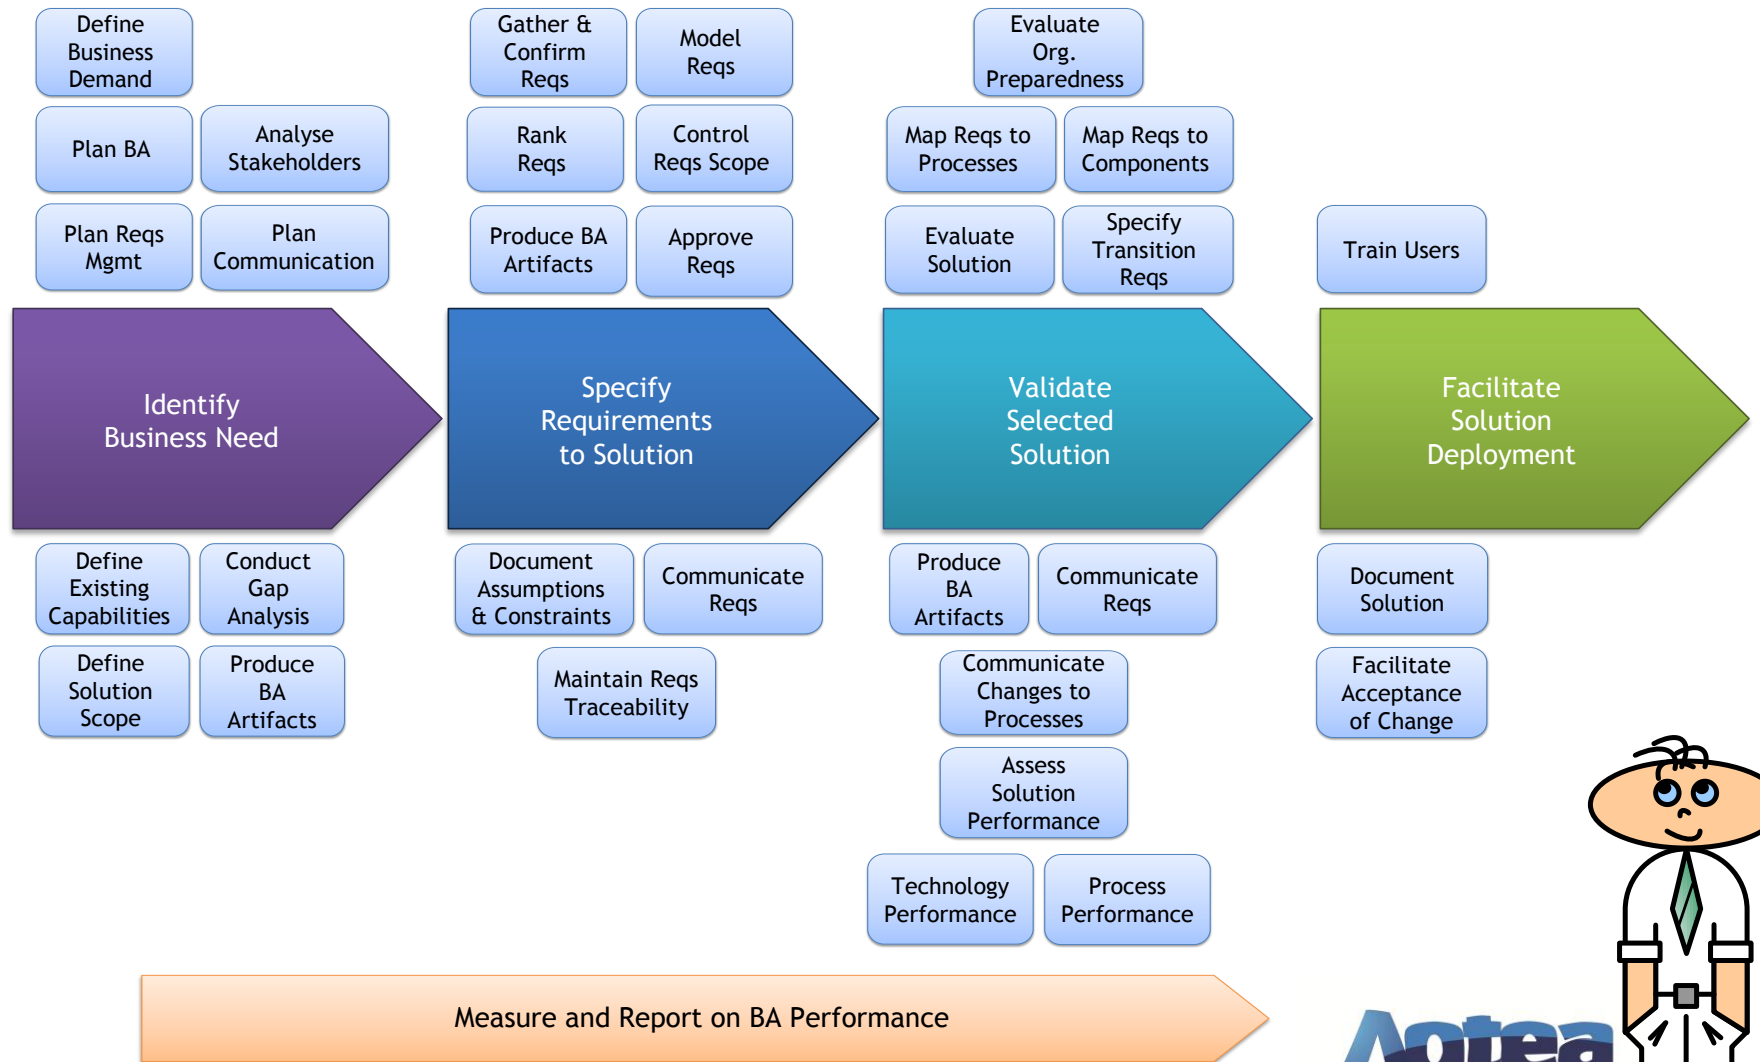 Define
Business
Demand
Plan BA
Analyse
Stakeholders
Plan Reqs
Mgmt
Plan
Communication
Gather &
Confirm
Reqs
Model
Reqs
Rank
Reqs
Control
Reqs Scope
Produce BA
Artifacts
Approve
Reqs
Evaluate
Org.
Preparedness
Map Reqs to
Processes
Map Reqs to
Components
Evaluate
Solution
Specify
Transition
Reqs
Train Users
Identify
Business Need
Specify
Requirements
to Solution
Validate
Selected
Solution
Facilitate
Solution
Deployment
Define
Existing
Capabilities
Conduct
Gap
Analysis
Define
Solution
Scope
Produce
BA
Artifacts
Document
Assumptions
& Constraints
Communicate
Reqs
Maintain Reqs
Traceability
Produce
BA
Artifacts
Communicate
Reqs
Communicate
Changes to
Processes
Assess
Solution
Performance
Technology
Performance
Process
Performance
Document
Solution
Facilitate
Acceptance
of Change
Measure and Report on BA Performance
Aotea